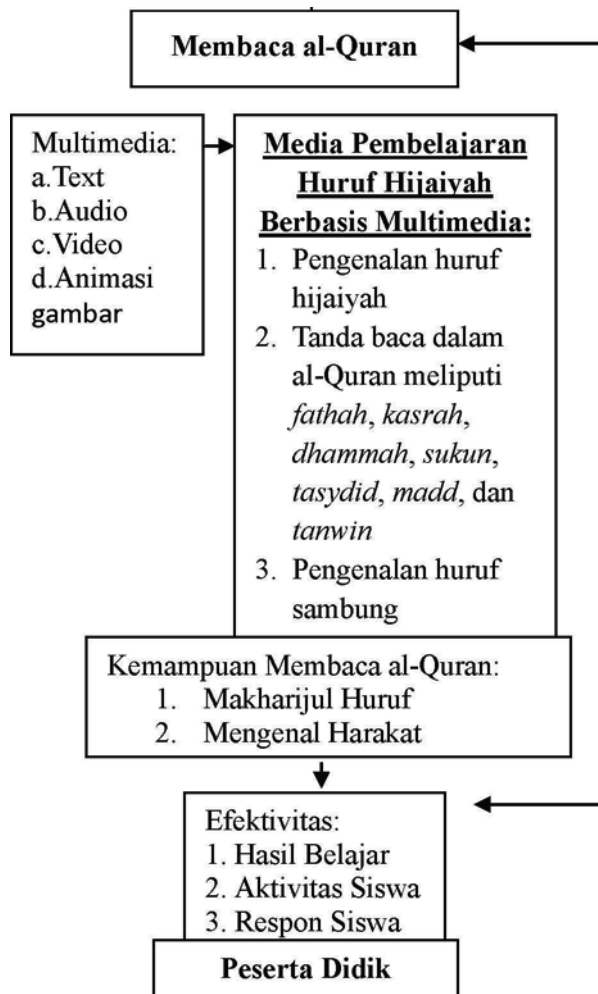 Membaca al-Quran
Multimedia:
a.Text
b.Audio
c.Video
d.Animasi
gambar
Media Pembelajaran
Huruf Hijaiyah
Berbasis Multimedia:
1. Pengenalan huruf
hijaiyah
2. Tanda baca dalam
al-Quran meliputi
fathah, kasrah,
dhammah, sukun,
tasydid, madd, dan
tanwin
3. Pengenalan huruf
sambung
Kemampuan Membaca al-Quran:
1. Makharijul Huruf
2. Mengenal Harakat
Efektivitas:
1. Hasil Belajar
2. Aktivitas Siswa
3. Respon Siswa
Peserta Didik